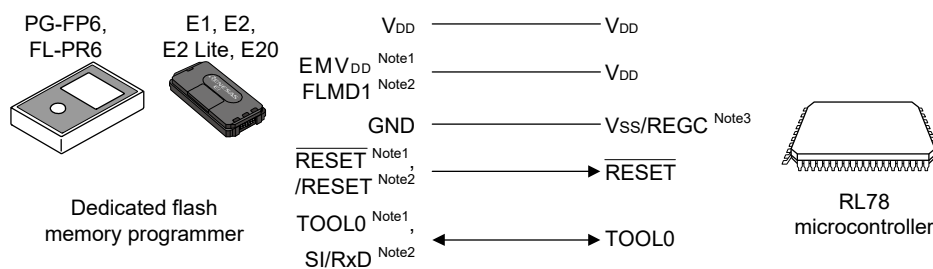 PG-FP6,
FL-PR6
E1, E2,
E2 Lite, E20
VDD
VDD
EMVDD Note1
FLMD1 Note2
VDD
GND
VSS/REGC Note3
RESET Note1,
/RESET Note2
RESET
TOOL0 Note1,
SI/RxD Note2
TOOL0
Dedicated flash
memory programmer
RL78
microcontroller